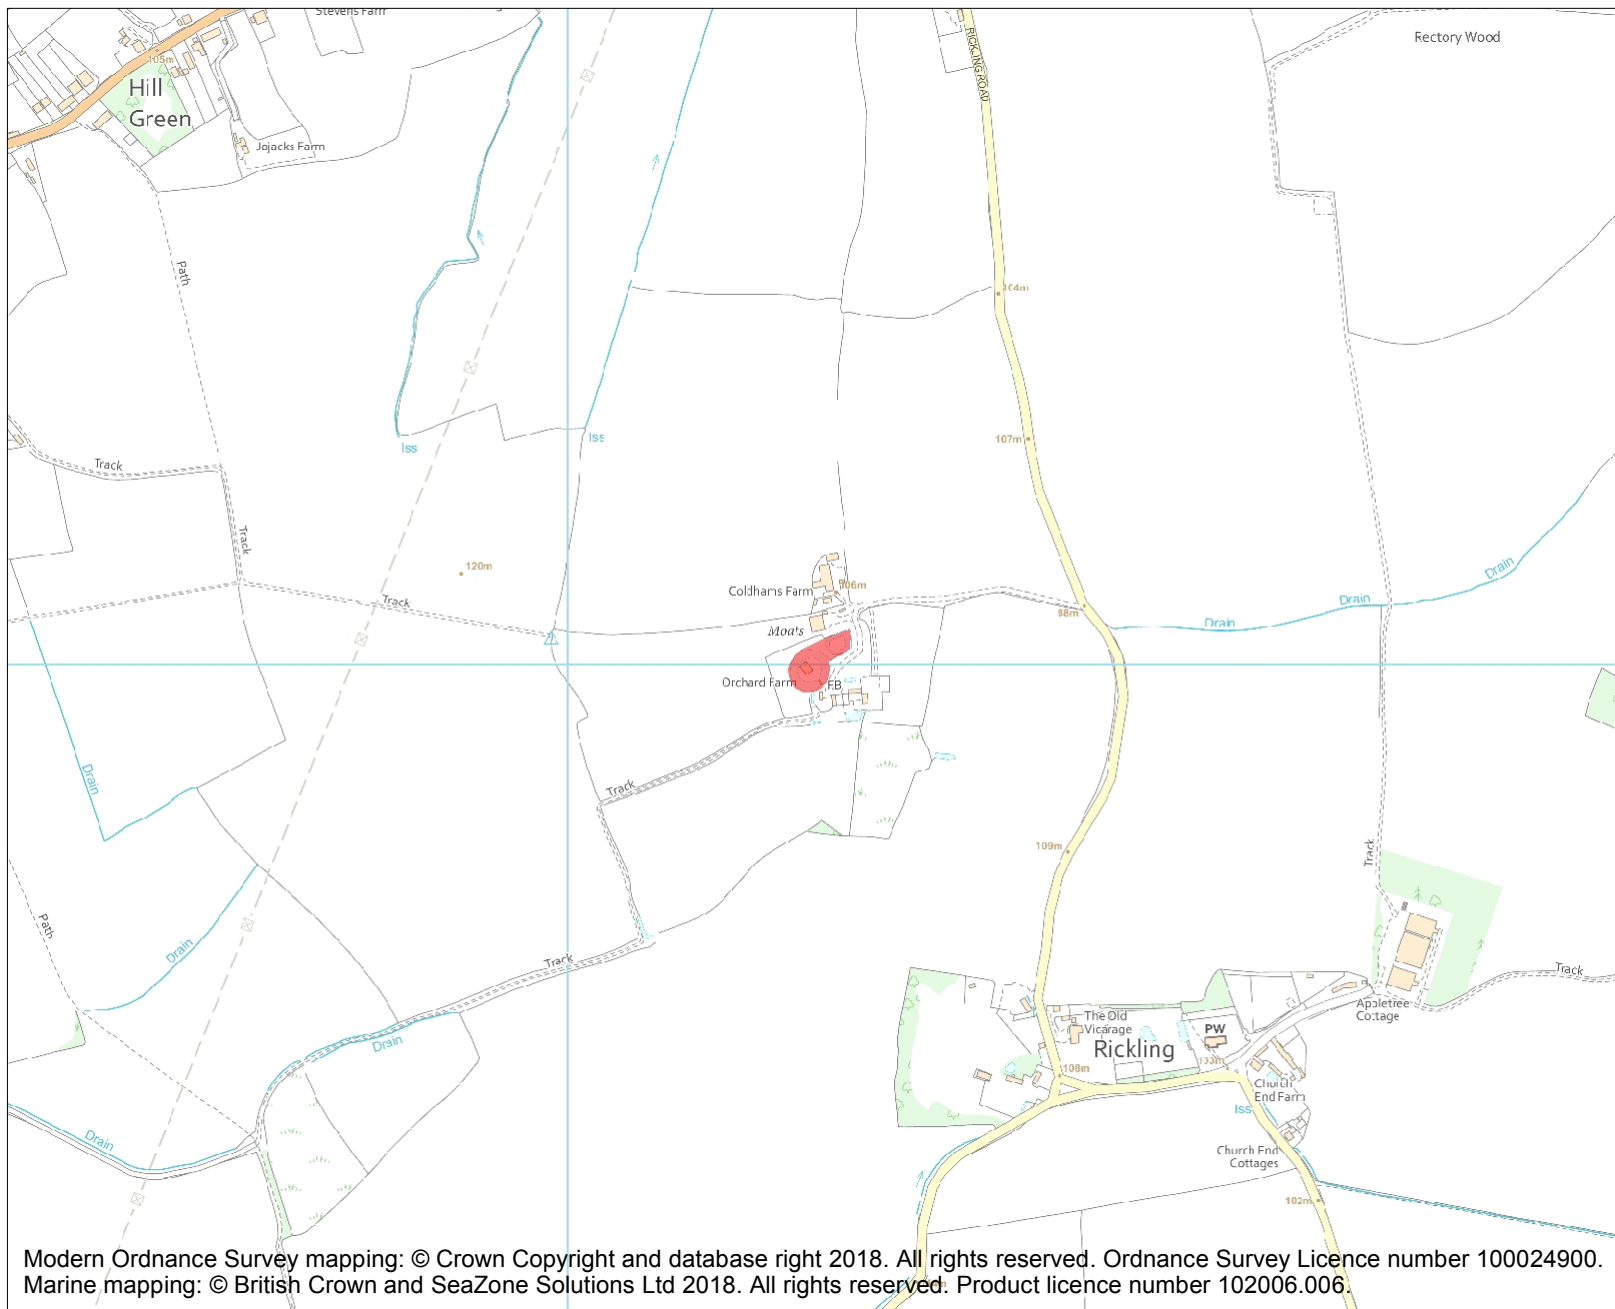 Stevens Farm
Rectory Wood
RICKLING ROAD
105m
Hill
Green
Jojacks Farm
Path
104m
107m
Iss
Iss
Track
Track
120m
Track
Coldhams Farm
106m
Moats
98m
Drain
Drain
Drain
Orchard Farm
FB
Drain
Track
109m
Track
Path
Drain
Track
Track
Drain
The Old
Vicarage
PW
Appletree
Cottage
Rickling
103m
108m
Church
End Farm
Iss
Drain
Church End
Cottages
102m
Modern Ordnance Survey mapping: © Crown Copyright and database right 2018. All rights reserved. Ordnance Survey Licence number 100024900.
Marine mapping: © British Crown and SeaZone Solutions Ltd 2018. All rights reserved. Product licence number 102006.006.